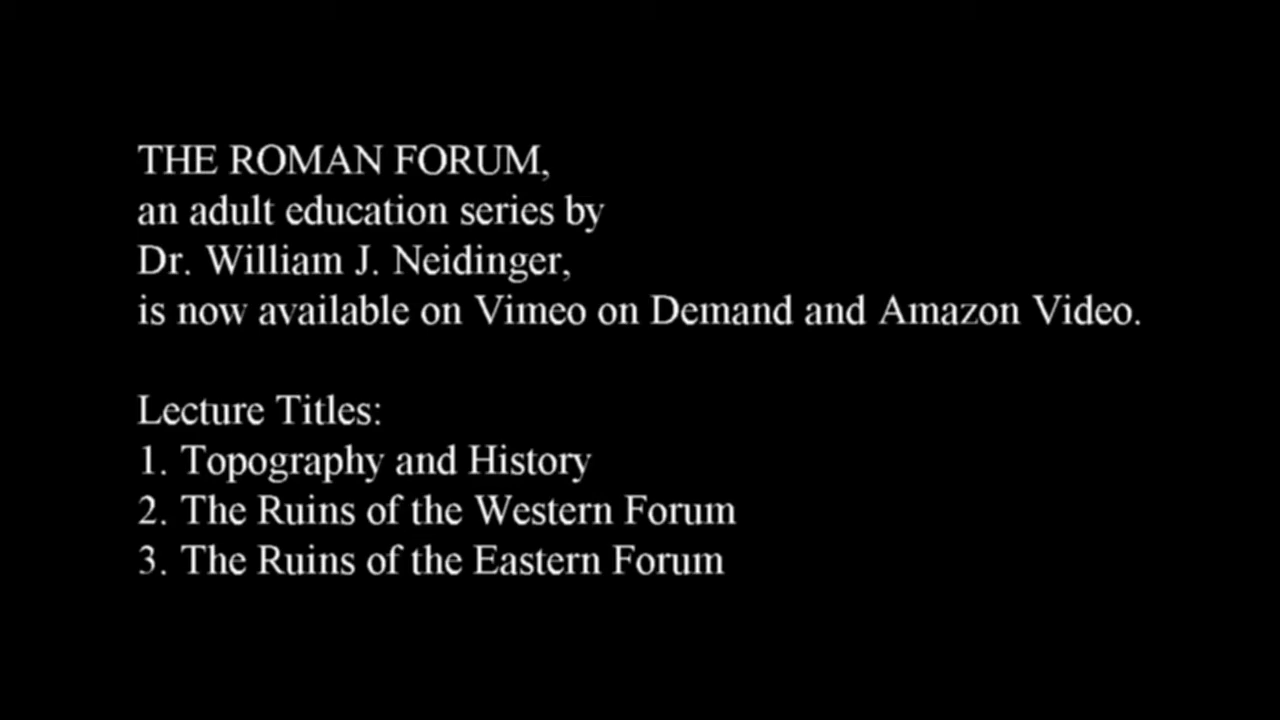 THE ROMAN FORUM,
an adult education series by
Dr. William J. Neidinger,
is now available on Vimeo on Demand and Amazon Video.
Lecture Titles:
1. Topography and History
2. The Ruins of the Western Forum
3. The Ruins of the Eastern Forum